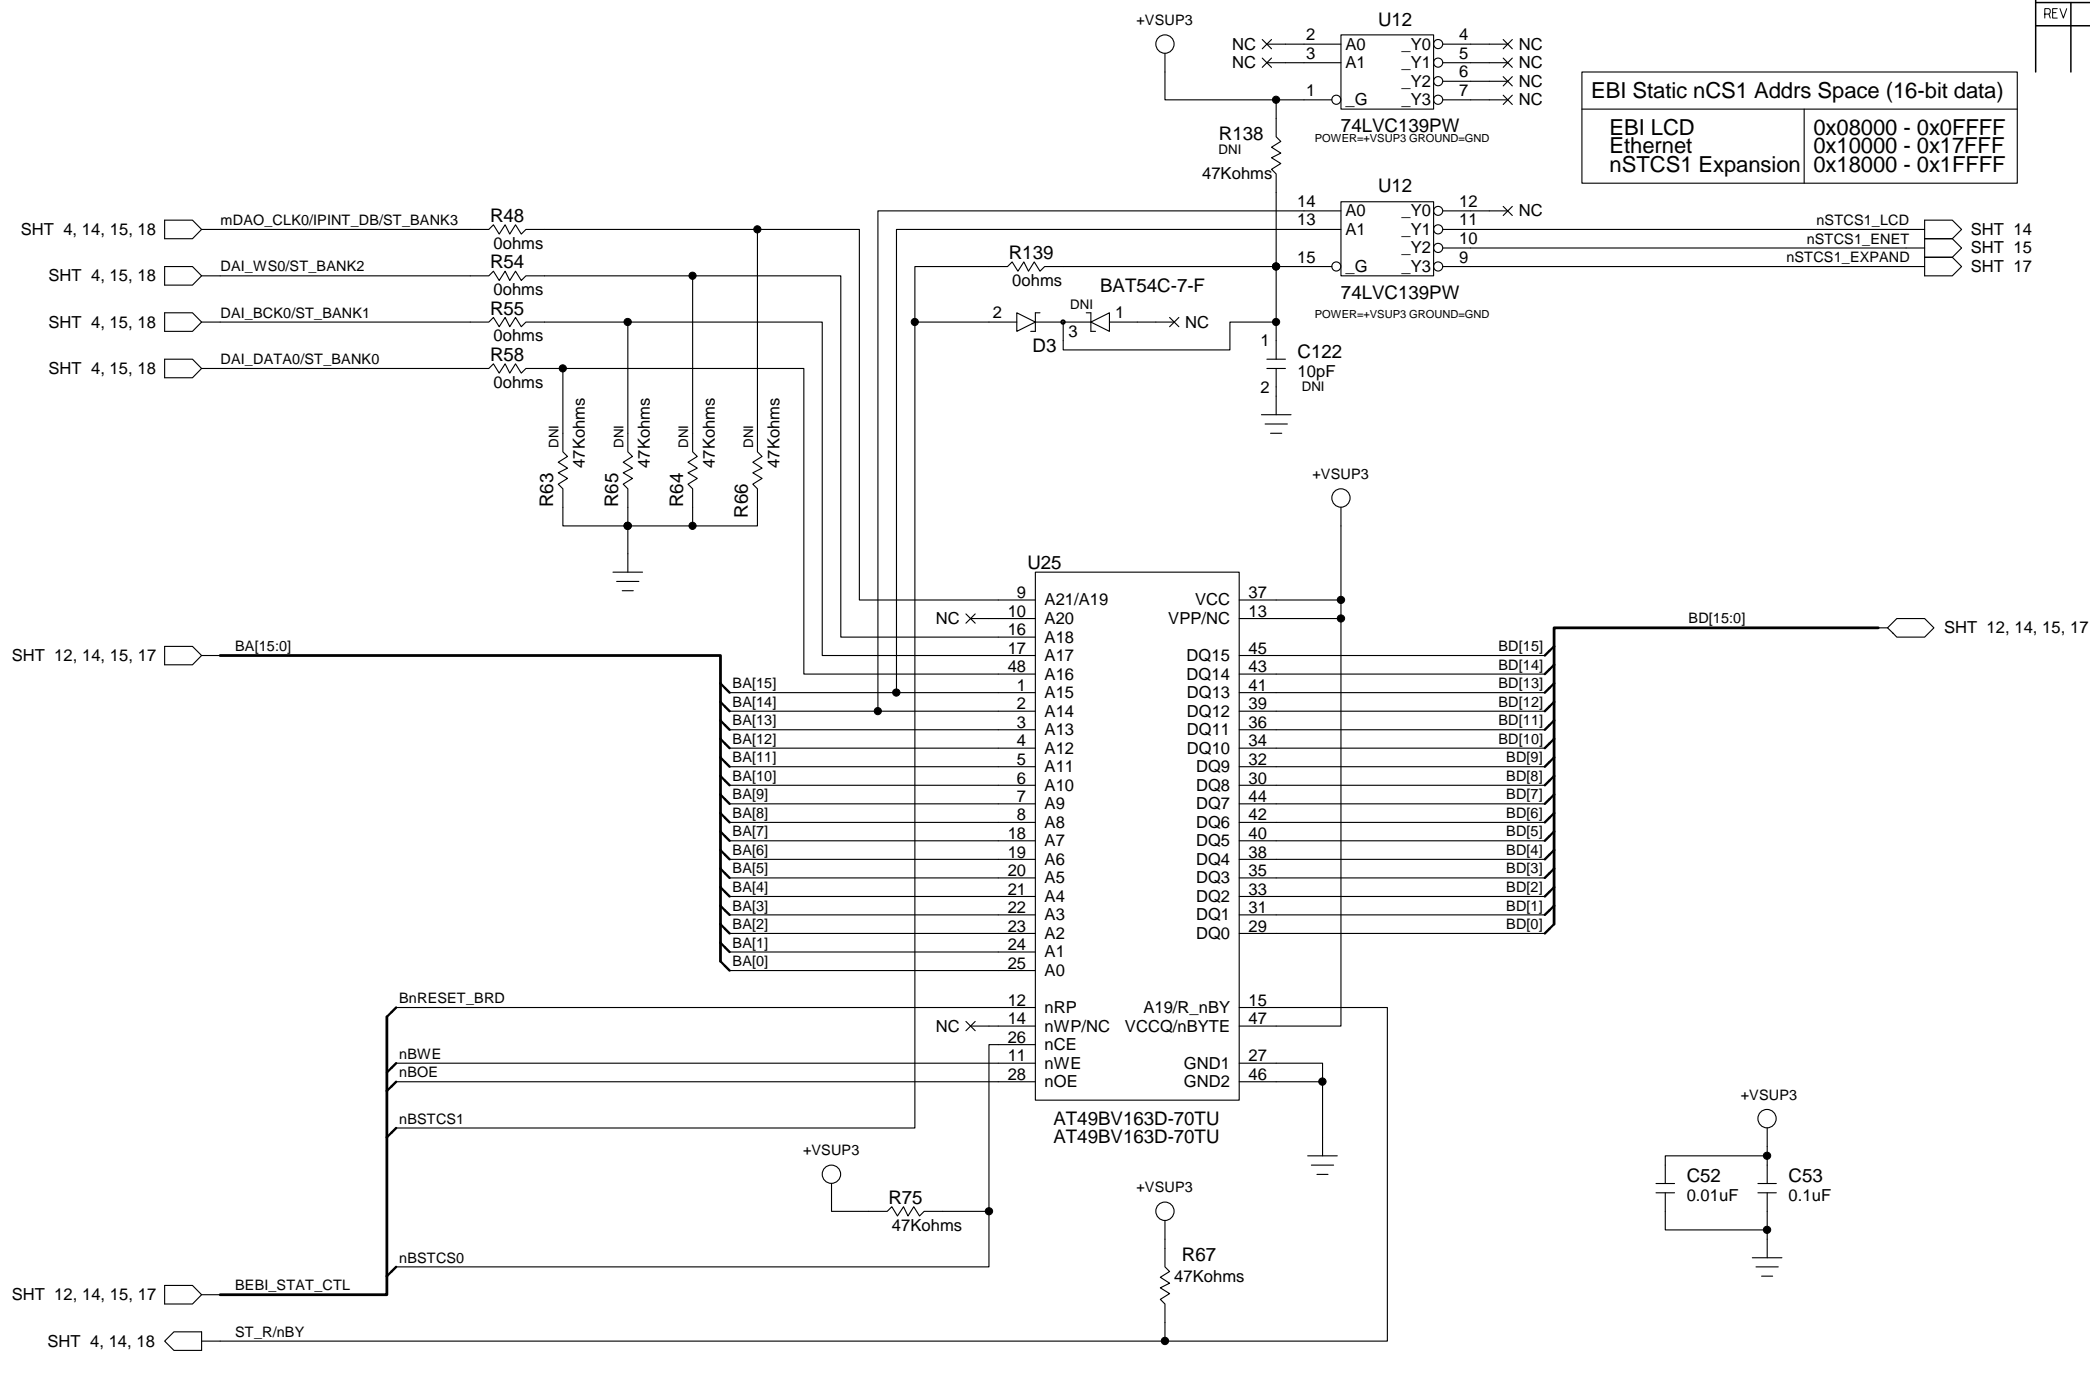 REV
+VSUP3
U12
NC 2 A0 _Y0 4 NC
NC 3 A1 _Y1 5 NC
_Y2 6 NC
1 _G _Y3 7 NC
74LVC139PW
POWER=+VSUP3 GROUND=GND
R138
DNI
47Kohms
EBI Static nCS1 Addrs Space (16-bit data)
EBI LCD 0x08000 - 0x0FFFF
Ethernet 0x10000 - 0x17FFF
nSTCS1 Expansion 0x18000 - 0x1FFFF
U12
14 A0 _Y0 12 NC
13 A1 _Y1 11 nSTCS1_LCD SHT 14
_Y2 10 nSTCS1_ENET SHT 15
15 _G _Y3 9 nSTCS1_EXPAND SHT 17
74LVC139PW
POWER=+VSUP3 GROUND=GND
SHT 4, 14, 15, 18 mDAO_CLK0/IPINT_DB/ST_BANK3 R48
0ohms
SHT 4, 15, 18 DAI_WS0/ST_BANK2 R54
0ohms
SHT 4, 15, 18 DAI_BCK0/ST_BANK1 R55
0ohms
SHT 4, 15, 18 DAI_DATA0/ST_BANK0 R58
0ohms
R139
0ohms
BAT54C-7-F
DNI
2 3 1 NC
D3
1 C122
10pF
2 DNI
R63 DNI 47Kohms
R65 DNI 47Kohms
R64 DNI 47Kohms
R66 DNI 47Kohms
+VSUP3
U25
9 A21/A19 VCC 37
NC 10 A20 VPP/NC 13
16 A18
17 A17 DQ15 45 BD[15]
48 A16 DQ14 43 BD[14]
BA[15] 1 A15 DQ13 41 BD[13]
BA[14] 2 A14 DQ12 39 BD[12]
BA[13] 3 A13 DQ11 36 BD[11]
BA[12] 4 A12 DQ10 34 BD[10]
BA[11] 5 A11 DQ9 32 BD[9]
BA[10] 6 A10 DQ8 30 BD[8]
BA[9] 7 A9 DQ7 44 BD[7]
BA[8] 8 A8 DQ6 42 BD[6]
BA[7] 18 A7 DQ5 40 BD[5]
BA[6] 19 A6 DQ4 38 BD[4]
BA[5] 20 A5 DQ3 35 BD[3]
BA[4] 21 A4 DQ2 33 BD[2]
BA[3] 22 A3 DQ1 31 BD[1]
BA[2] 23 A2 DQ0 29 BD[0]
BA[1] 24 A1
BA[0] 25 A0
SHT 12, 14, 15, 17 BA[15:0]
BD[15:0] SHT 12, 14, 15, 17
BnRESET_BRD 12 nRP A19/R_nBY 15
NC 14 nWP/NC VCCQ/nBYTE 47
26 nCE
nBWE 11 nWE GND1 27
nBOE 28 nOE GND2 46
AT49BV163D-70TU
AT49BV163D-70TU
nBSTCS1
+VSUP3
R75
47Kohms
nBSTCS0
+VSUP3
R67
47Kohms
+VSUP3
C52 C53
0.01uF 0.1uF
SHT 12, 14, 15, 17 BEBI_STAT_CTL
SHT 4, 14, 18 ST_R/nBY